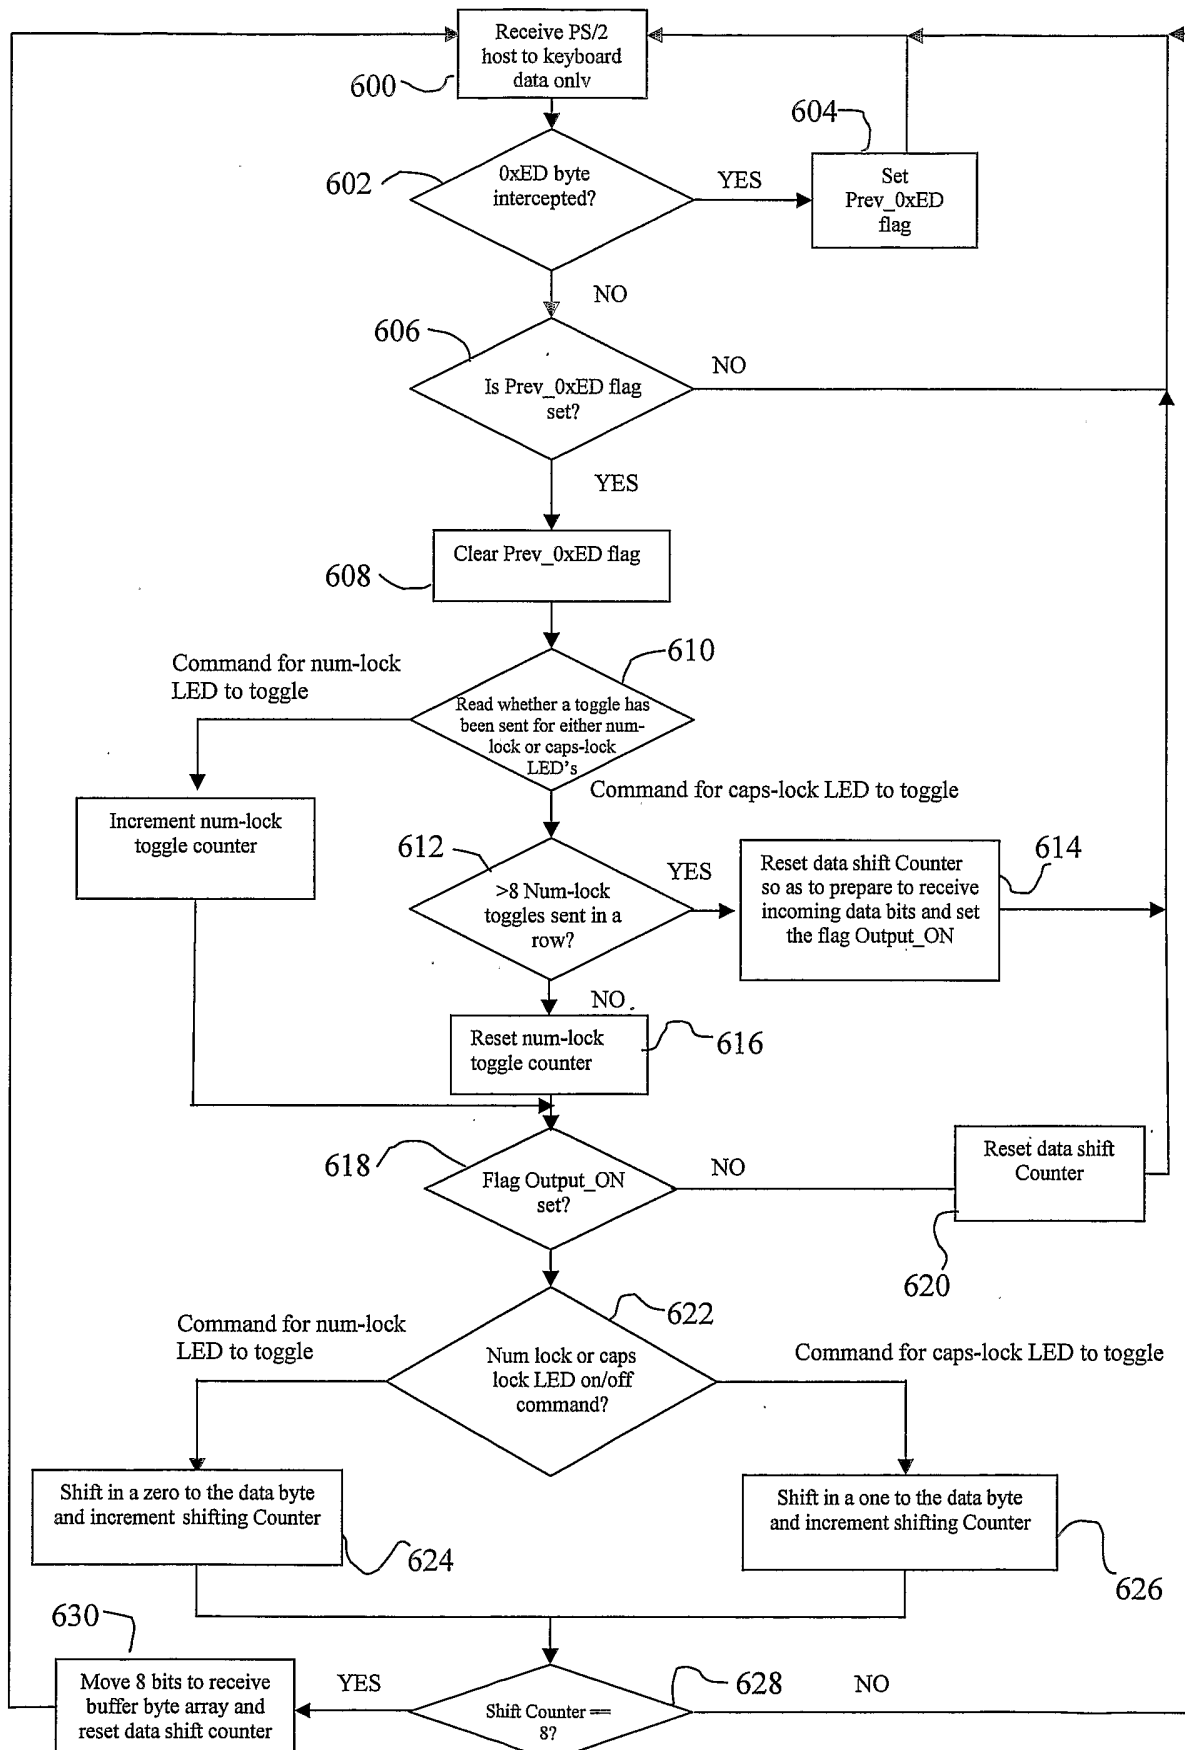 Receive PS/2
host to keyboard
data only
600
604
602
0xED byte
intercepted?
YES
Set
Prev_0xED
flag
NO
606
Is Prev_0xED flag
set?
NO
YES
608
Clear Prev_0xED flag
610
Command for num-lock
LED to toggle
Read whether a toggle has
been sent for either num-
lock or caps-lock
LED's
Command for caps-lock LED to toggle
Increment num-lock
toggle counter
612
>8 Num-lock
toggles sent in a
row?
YES
Reset data shift Counter
so as to prepare to receive
incoming data bits and set
the flag Output_ON
614
NO
Reset num-lock
toggle counter
616
618
Flag Output_ON
set?
NO
Reset data shift
Counter
620
622
Command for num-lock
LED to toggle
Num lock or caps
lock LED on/off
command?
Command for caps-lock LED to toggle
Shift in a zero to the data byte
and increment shifting Counter
624
Shift in a one to the data byte
and increment shifting Counter
626
630
Move 8 bits to receive
buffer byte array and
reset data shift counter
YES
Shift Counter ==
8?
628
NO